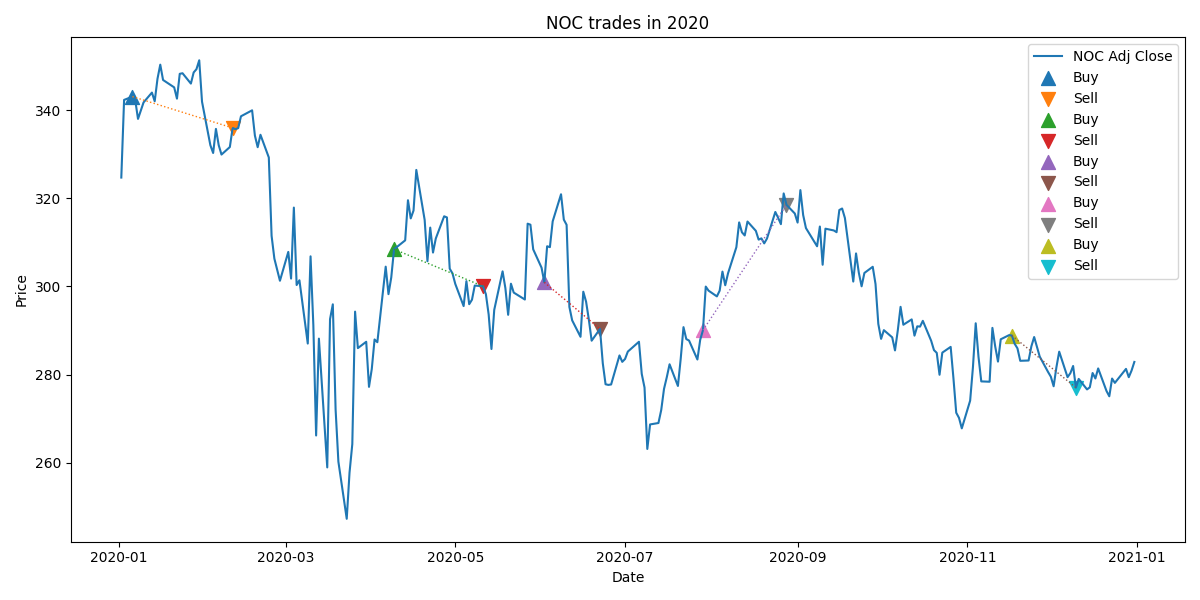 NOC trades in 2020
NOC Adj Close
Buy
Sell
Buy
Sell
Buy
Sell
Buy
Sell
Buy
Sell
Price
340
320
300
280
260
2020-01
2020-03
2020-05
2020-07
2020-09
2020-11
2021-01
Date